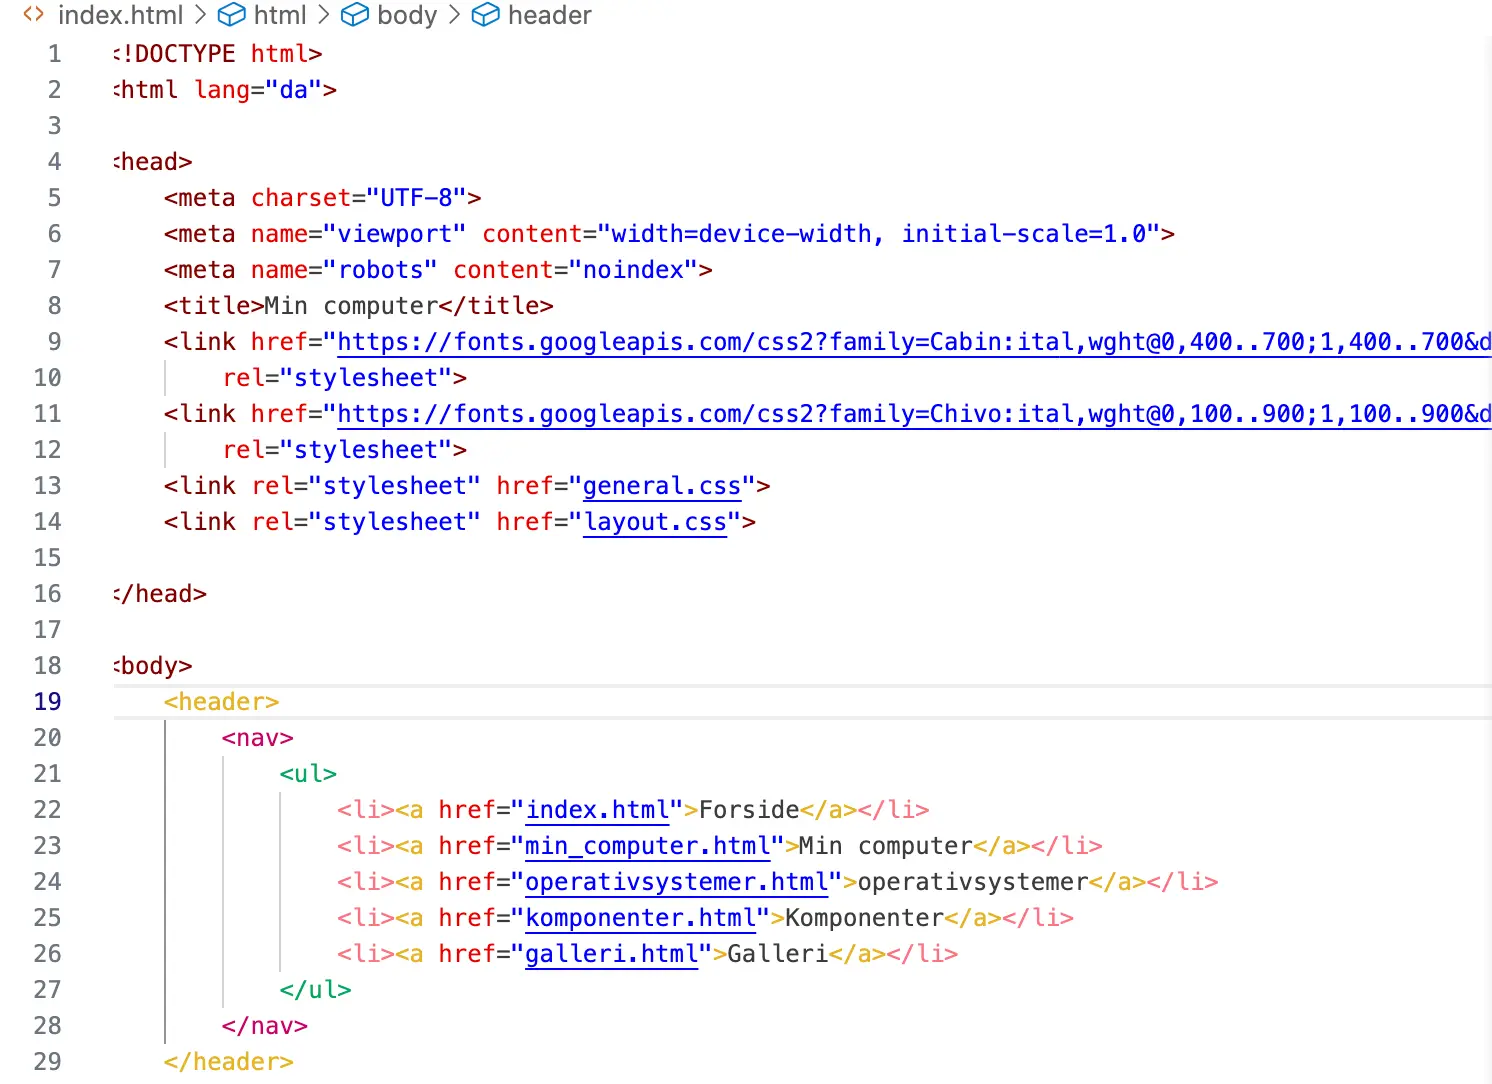 index.html > html > body > header
1 <!DOCTYPE html>
2 <html lang="da">
3
4 <head>
5 <meta charset="UTF-8">
6 <meta name="viewport" content="width=device-width, initial-scale=1.0">
7 <meta name="robots" content="noindex">
8 <title>Min computer</title>
9 <link href="https://fonts.googleapis.com/css2?family=Cabin:ital,wght@0,400..700;1,400..700&d
10 rel="stylesheet">
11 <link href="https://fonts.googleapis.com/css2?family=Chivo:ital,wght@0,100..900;1,100..900&d
12 rel="stylesheet">
13 <link rel="stylesheet" href="general.css">
14 <link rel="stylesheet" href="layout.css">
15
16 </head>
17
18 <body>
19 <header>
20 <nav>
21 <ul>
22 <li><a href="index.html">Forside</a></li>
23 <li><a href="min_computer.html">Min computer</a></li>
24 <li><a href="operativsystemer.html">operativsystemer</a></li>
25 <li><a href="komponenter.html">Komponenter</a></li>
26 <li><a href="galleri.html">Galleri</a></li>
27 </ul>
28 </nav>
29 </header>